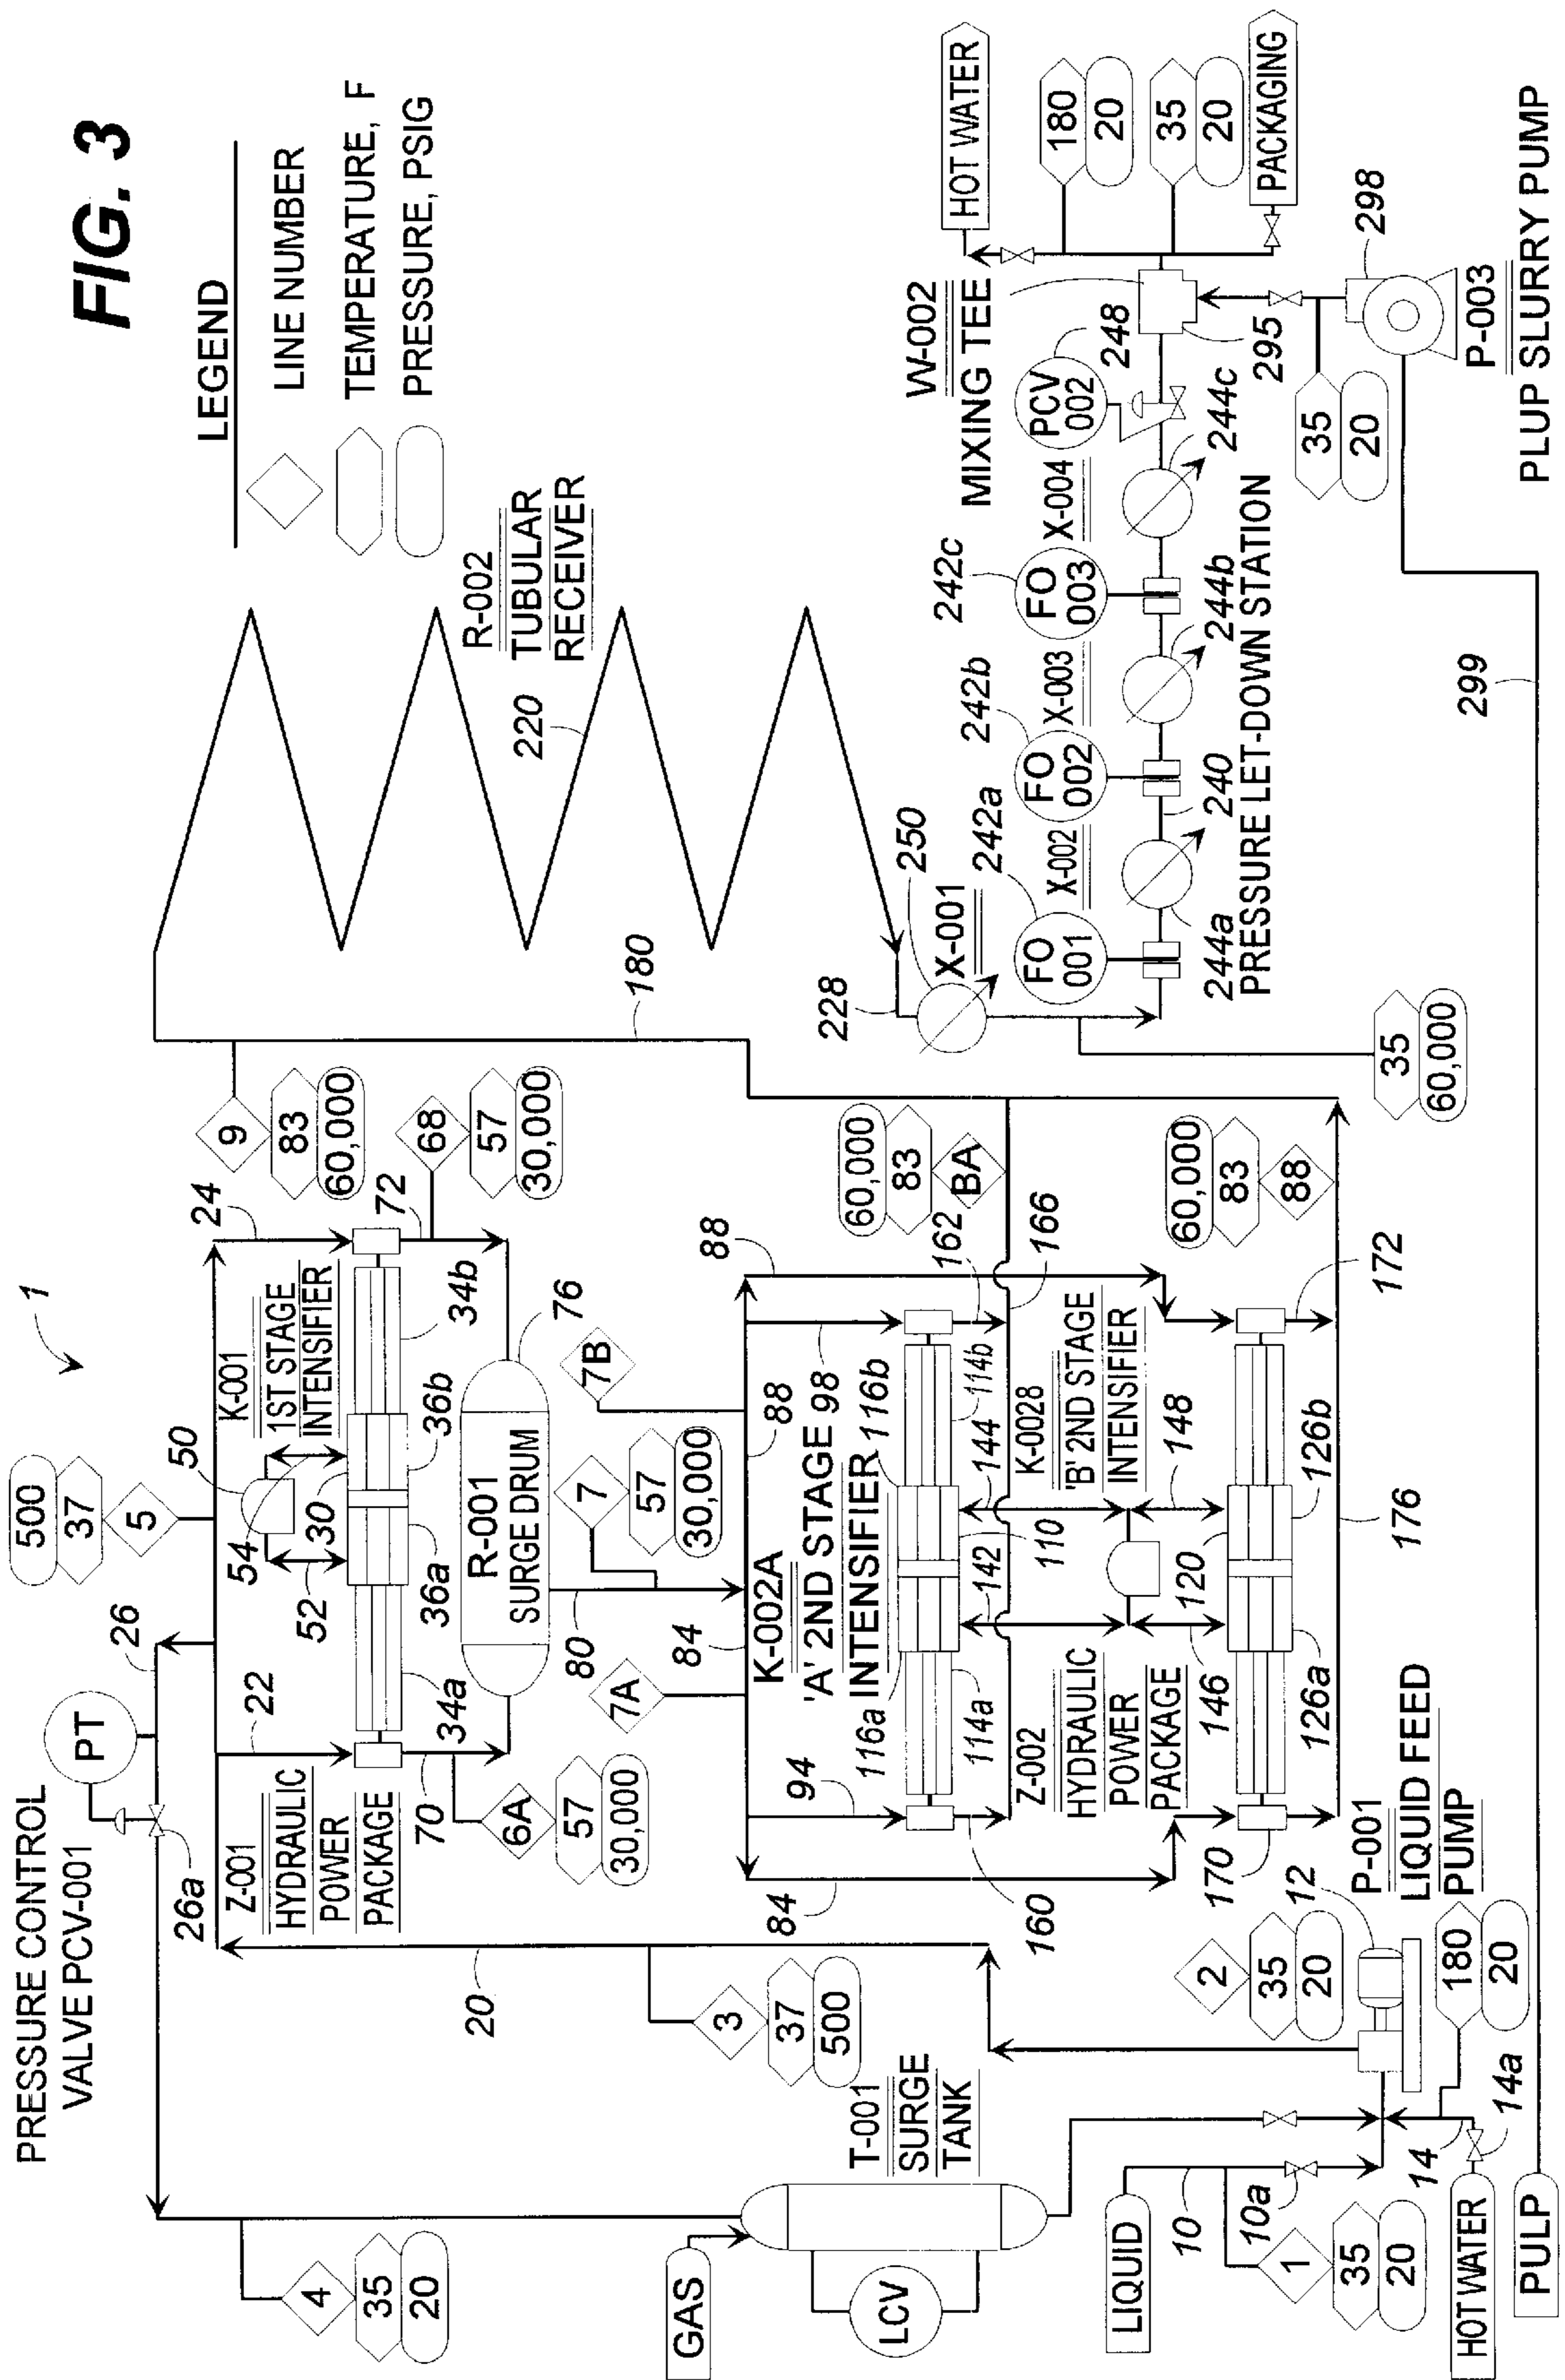 FIG. 3
LEGEND
LINE NUMBER
TEMPERATURE, F
PRESSURE, PSIG
1
PRESSURE CONTROL
VALVE PCV-001
PT
26
26a
500
37
5
50
54
52
30
K-001
1ST STAGE
INTENSIFIER
24
22
Z-001
HYDRAULIC
POWER
PACKAGE
34a
36a
36b
34b
70
72
6A
57
30,000
68
57
30,000
9
83
60,000
R-001
SURGE DRUM
76
80
7
57
30,000
7A
7B
84
88
88
84
180
R-002
TUBULAR
RECEIVER
220
228
250
X-001
35
60,000
K-002A
'A' 2ND STAGE
INTENSIFIER
94
98
116a
116b
114a
114b
110
142
144
160
162
166
60,000
83
BA
K-0028
'B' 2ND STAGE
INTENSIFIER
Z-002
HYDRAULIC
POWER
PACKAGE
146
148
120
126a
126b
170
172
176
60,000
83
88
20
3
37
500
4
35
20
GAS
LCV
T-001
SURGE
TANK
LIQUID
10
10a
1
35
20
HOT WATER
14
14a
180
20
2
35
20
12
P-001
LIQUID FEED
PUMP
PULP
299
FO
001
242a
X-002
244a
240
FO
002
242b
X-003
244b
FO
003
242c
X-004
244c
PRESSURE LET-DOWN STATION
PCV
002
248
W-002
MIXING TEE
295
HOT WATER
180
20
35
20
PACKAGING
35
20
298
P-003
PLUP SLURRY PUMP